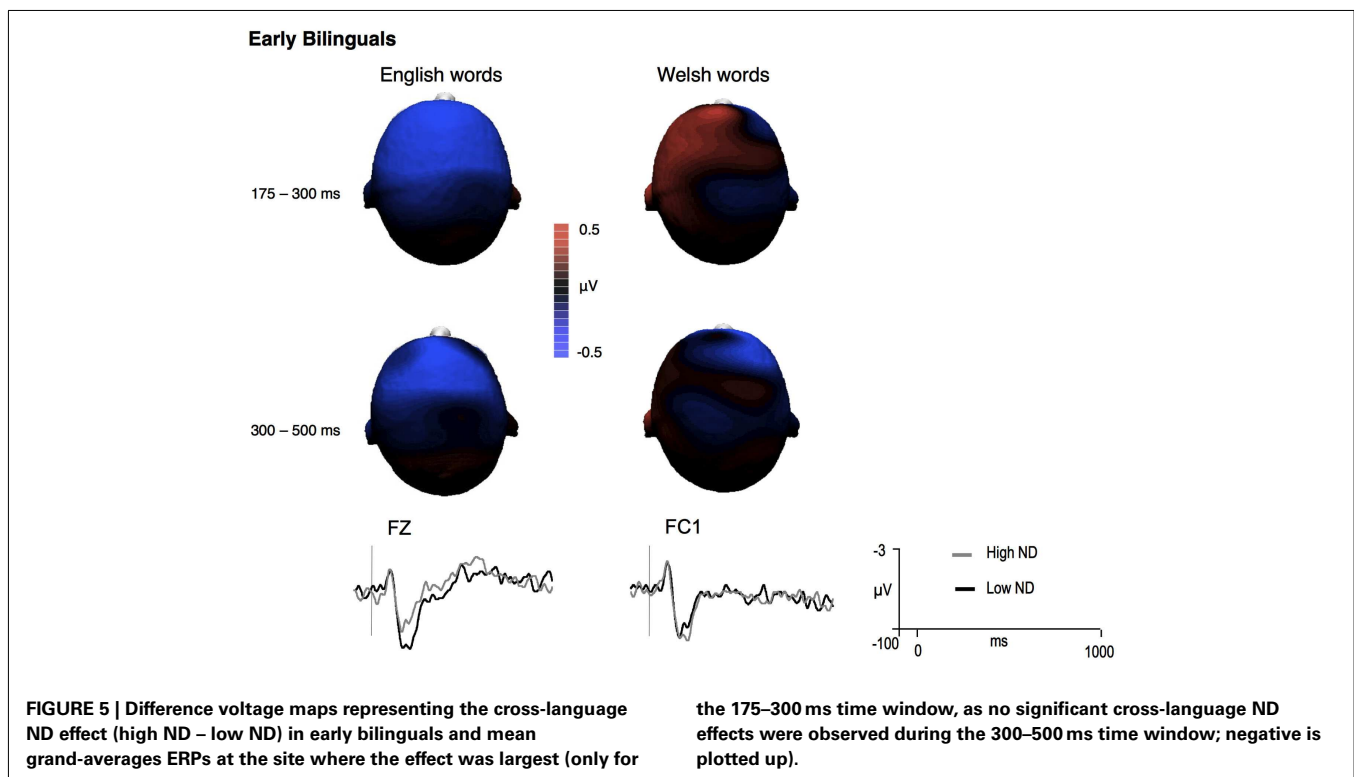 Early Bilinguals
English words
Welsh words
175 – 300 ms
0.5
µV
-0.5
300 – 500 ms
FZ
FC1
-3
µV
-100
0
ms
1000
High ND
Low ND
FIGURE 5 | Difference voltage maps representing the cross-language
ND effect (high ND – low ND) in early bilinguals and mean
grand-averages ERPs at the site where the effect was largest (only for
the 175–300 ms time window, as no significant cross-language ND
effects were observed during the 300–500 ms time window; negative is
plotted up).